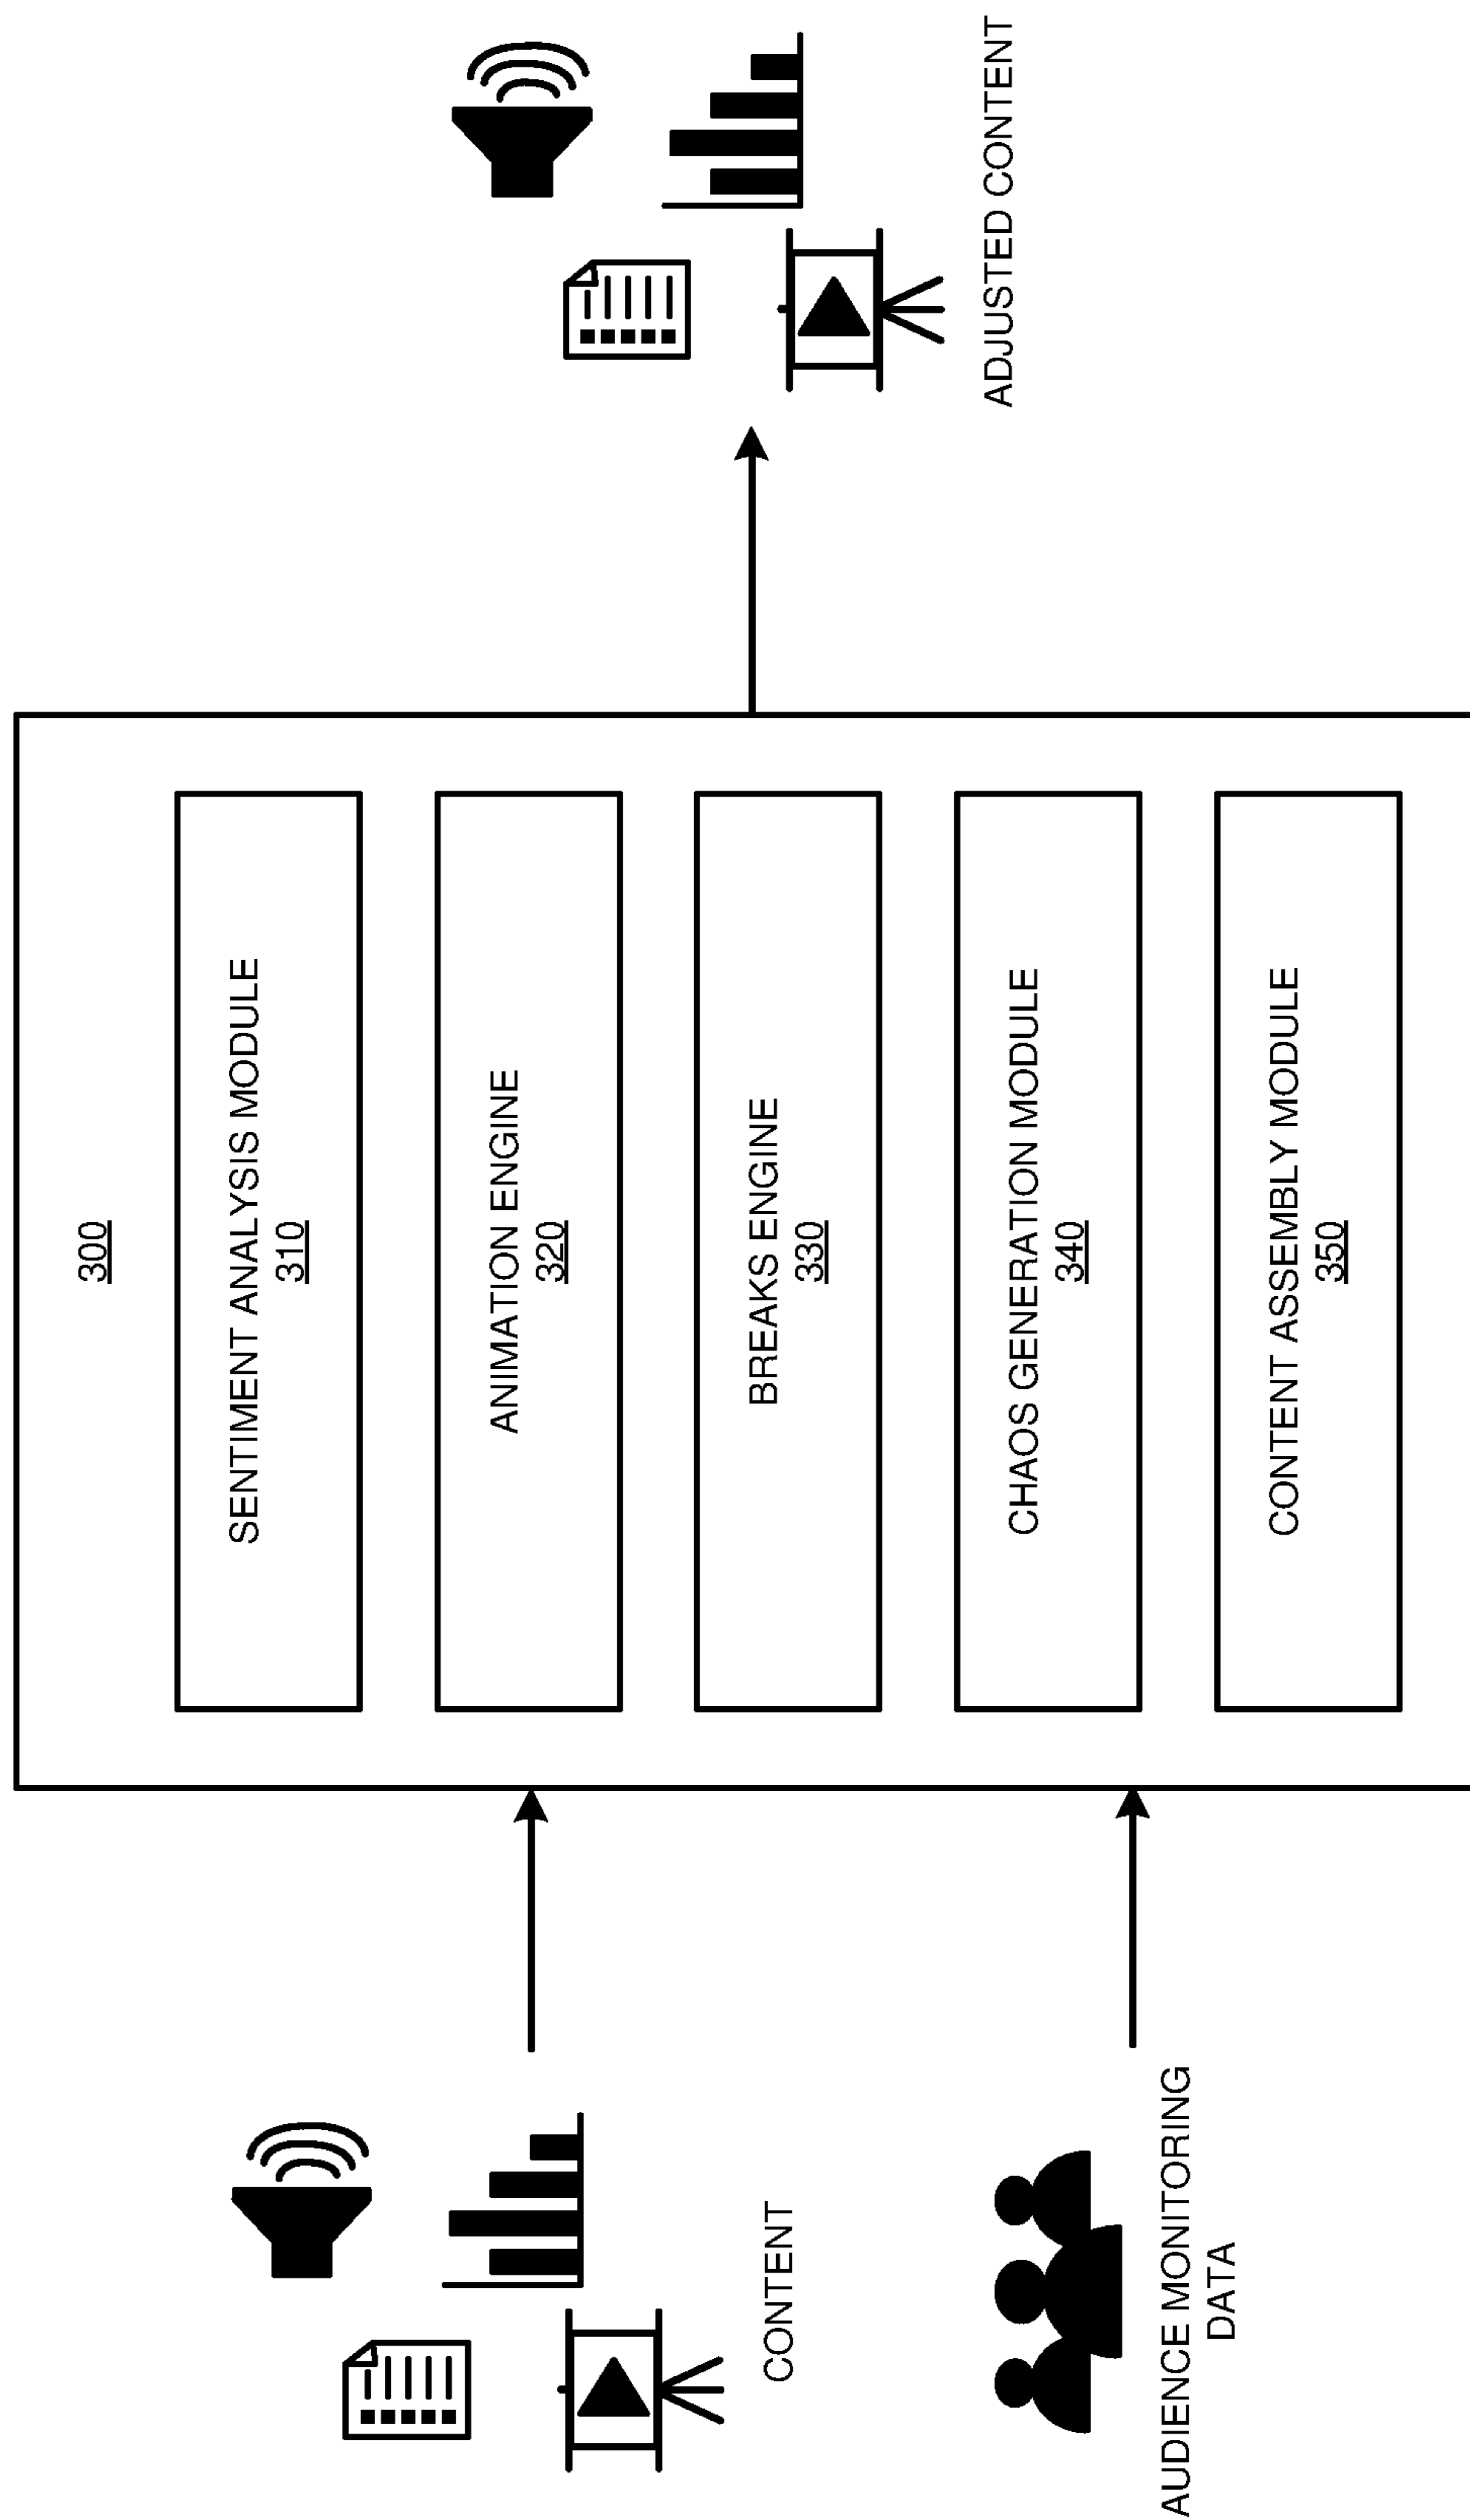 CONTENT
AUDIENCE MONITORING
DATA
300
SENTIMENT ANALYSIS MODULE
310
ANIMATION ENGINE
320
BREAKS ENGINE
330
CHAOS GENERATION MODULE
340
CONTENT ASSEMBLY MODULE
350
ADJUSTED CONTENT